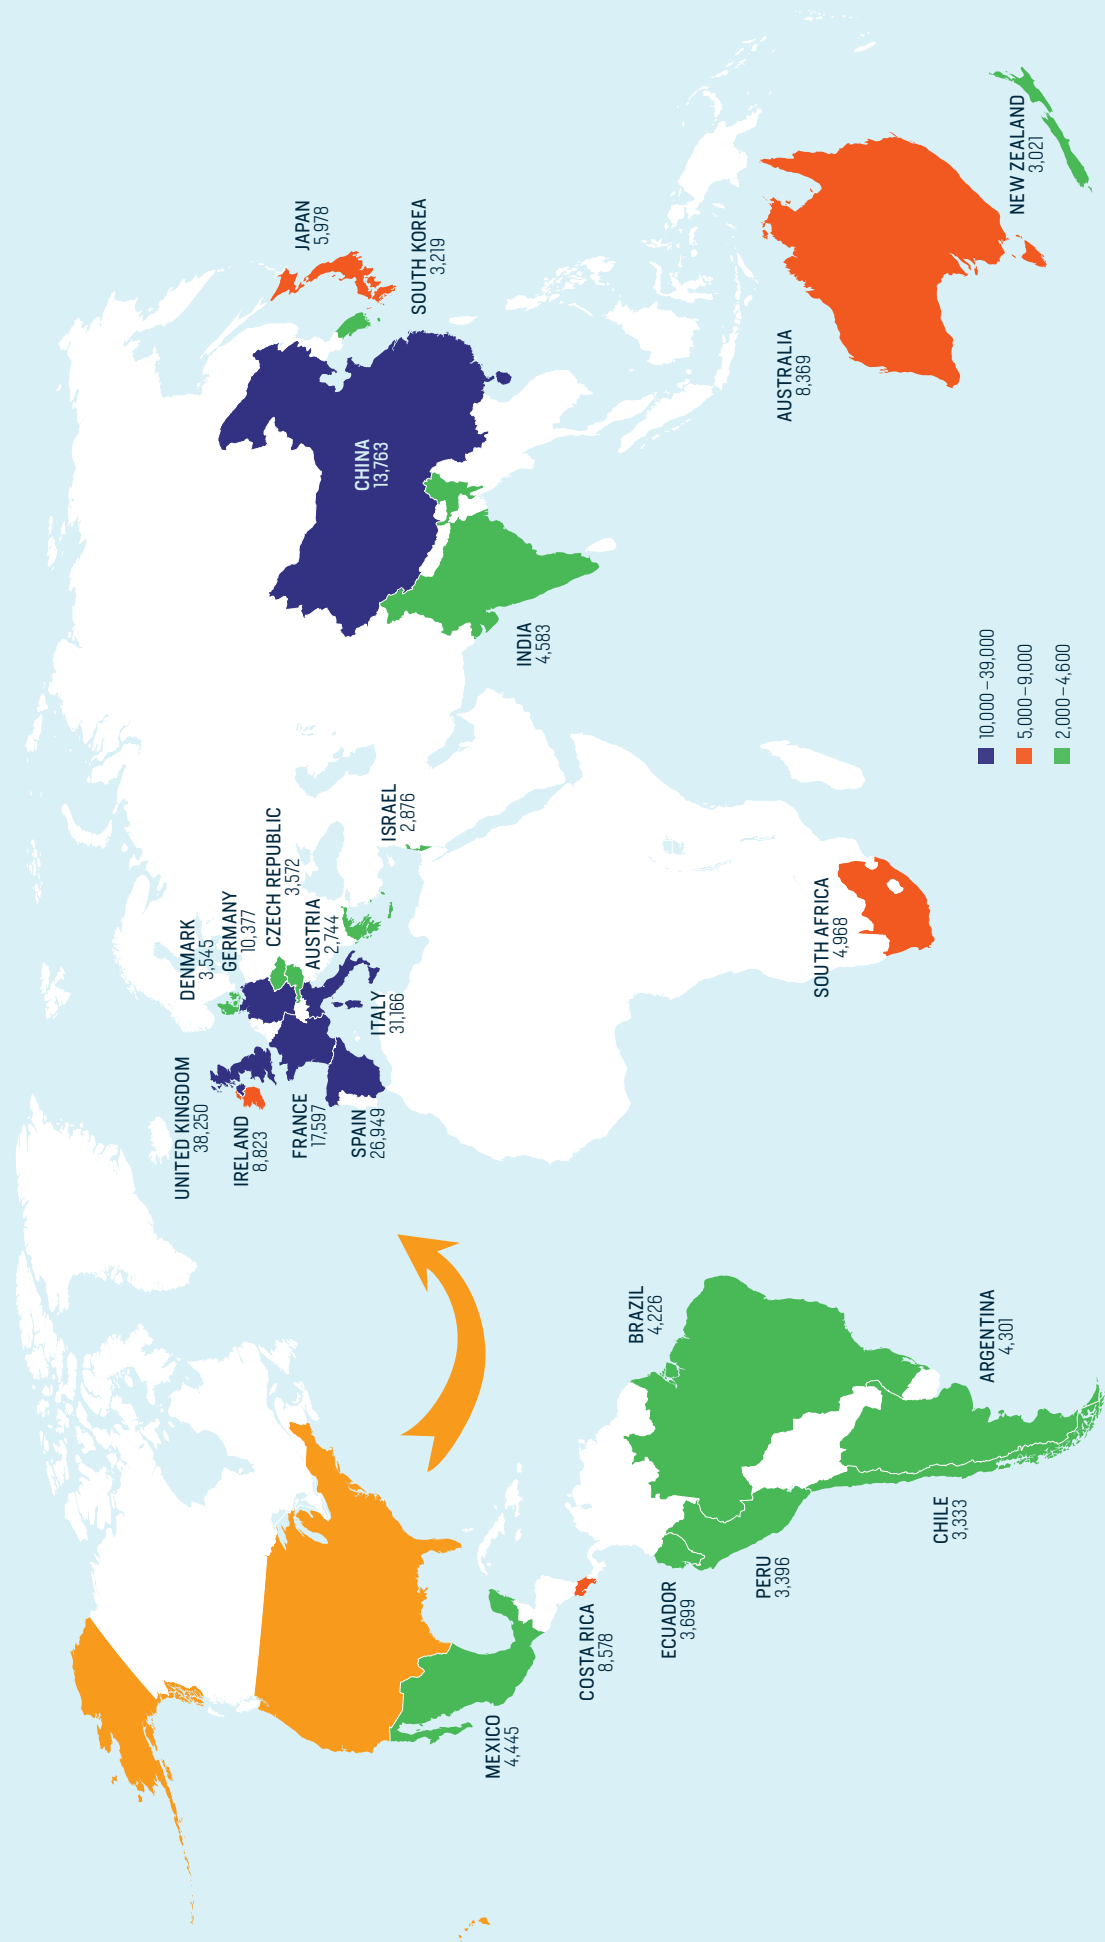 UNITED KINGDOM
38,250
IRELAND
8,823
DENMARK
3,545
GERMANY
10,377
CZECH REPUBLIC
3,572
AUSTRIA
2,744
FRANCE
17,597
SPAIN
26,949
ITALY
31,166
ISRAEL
2,876
JAPAN
5,978
SOUTH KOREA
3,219
CHINA
13,763
INDIA
4,583
AUSTRALIA
8,369
NEW ZEALAND
3,021
SOUTH AFRICA
4,968
MEXICO
4,445
COSTA RICA
8,578
ECUADOR
3,699
PERU
3,396
BRAZIL
4,226
CHILE
3,333
ARGENTINA
4,301
10,000–39,000
5,000–9,000
2,000–4,600